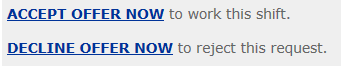 ACCEPT OFFER NOW to work this shift.
DECLINE OFFER NOW to reject this request.